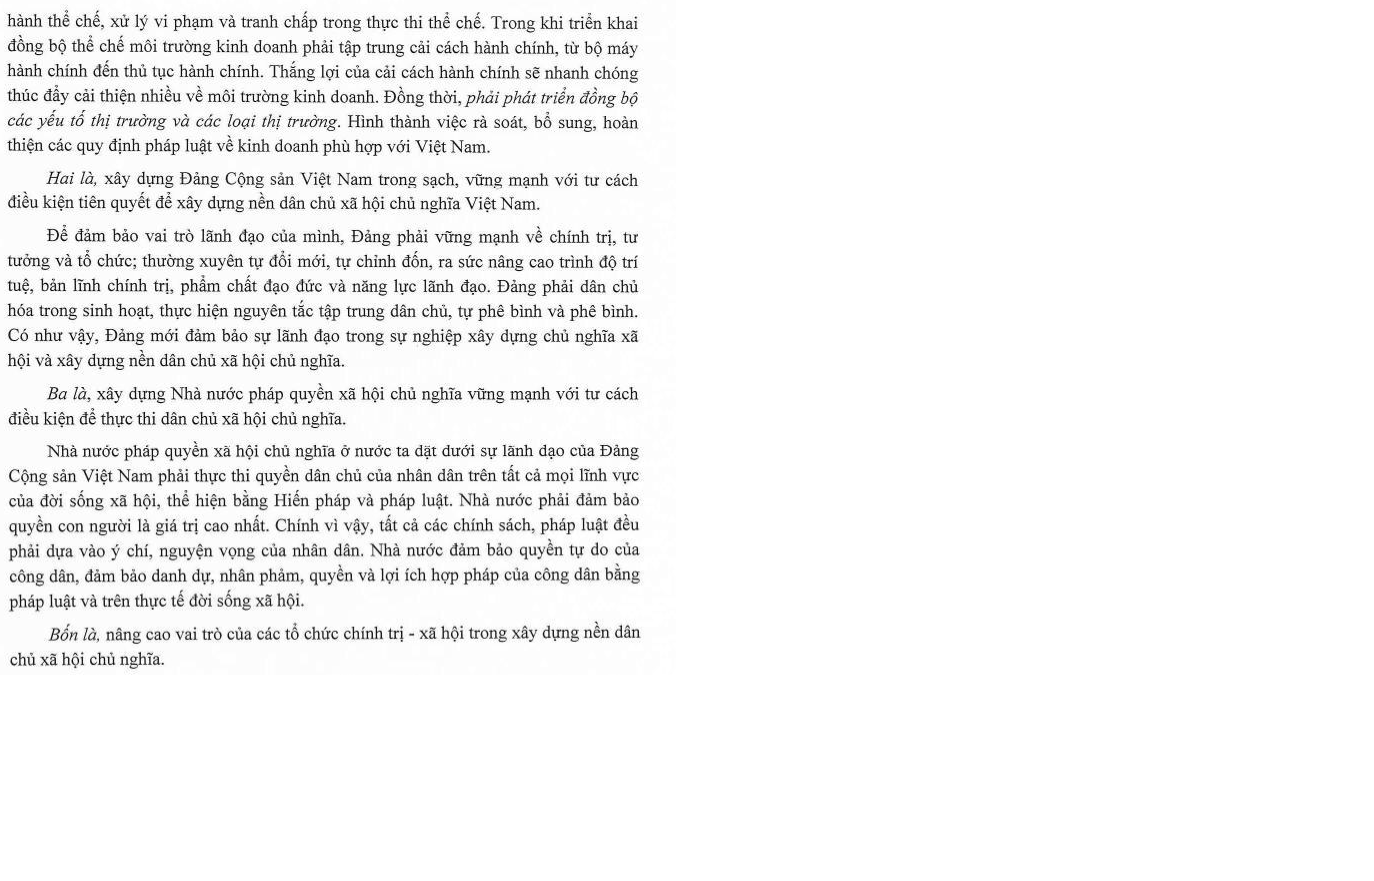 hành thể chế, xử lý vi phạm và tranh chấp trong thực thi thể chế. Trong khi triển khai
đồng bộ thể chế môi trường kinh doanh phải tập trung cải cách hành chính, từ bộ máy
hành chính đến thủ tục hành chính. Thắng lợi của cải cách hành chính sẽ nhanh chóng
thúc đẩy cải thiện nhiều về môi trường kinh doanh. Đồng thời, phải phát triển đồng bộ
các yếu tố thị trường và các loại thị trường. Hình thành việc rà soát, bổ sung, hoàn
thiện các quy định pháp luật về kinh doanh phù hợp với Việt Nam.
Hai là, xây dựng Đảng Cộng sản Việt Nam trong sạch, vững mạnh với tư cách
điều kiện tiên quyết để xây dựng nền dân chủ xã hội chủ nghĩa Việt Nam.
Để đảm bảo vai trò lãnh đạo của mình, Đảng phải vững mạnh về chính trị, tư
tưởng và tổ chức; thường xuyên tự đổi mới, tự chỉnh đốn, ra sức nâng cao trình độ trí
tuệ, bản lĩnh chính trị, phẩm chất đạo đức và năng lực lãnh đạo. Đảng phải dân chủ
hóa trong sinh hoạt, thực hiện nguyên tắc tập trung dân chủ, tự phê bình và phê bình.
Có như vậy, Đảng mới đảm bảo sự lãnh đạo trong sự nghiệp xây dựng chủ nghĩa xã
hội và xây dựng nền dân chủ xã hội chủ nghĩa.
Ba là, xây dựng Nhà nước pháp quyền xã hội chủ nghĩa vững mạnh với tư cách
điều kiện để thực thi dân chủ xã hội chủ nghĩa.
Nhà nước pháp quyền xã hội chủ nghĩa ở nước ta dặt dưới sự lãnh dạo của Đảng
Cộng sản Việt Nam phải thực thi quyền dân chủ của nhân dân trên tất cả mọi lĩnh vực
của đời sống xã hội, thể hiện bằng Hiến pháp và pháp luật. Nhà nước phải đảm bảo
quyền con người là giá trị cao nhất. Chính vì vậy, tất cả các chính sách, pháp luật đều
phải dựa vào ý chí, nguyện vọng của nhân dân. Nhà nước đảm bảo quyền tự do của
công dân, đảm bảo danh dự, nhân phẩm, quyền và lợi ích hợp pháp của công dân bằng
pháp luật và trên thực tế đời sống xã hội.
Bốn là, nâng cao vai trò của các tổ chức chính trị - xã hội trong xây dựng nền dân
chủ xã hội chủ nghĩa.